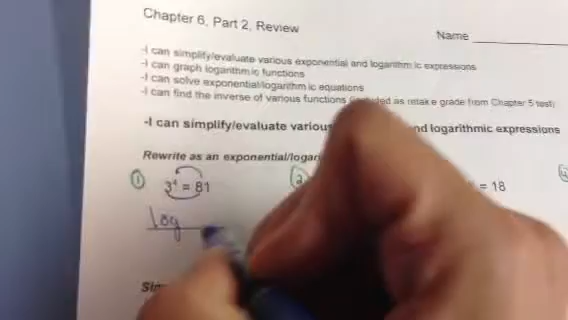 Chapter 6, Part 2, Review
Name
-I can simplify/evaluate various exponential and logarithmic expressions
-I can graph logarithmic functions
-I can solve exponential/logarithmic equations
-I can find the inverse of various functions as retake grade from Chapter 5 test)
-I can simplify/evaluate various nd logarithmic expressions
Rewrite as an exponential/logar
① 3⁴ = 81
② = 18
log